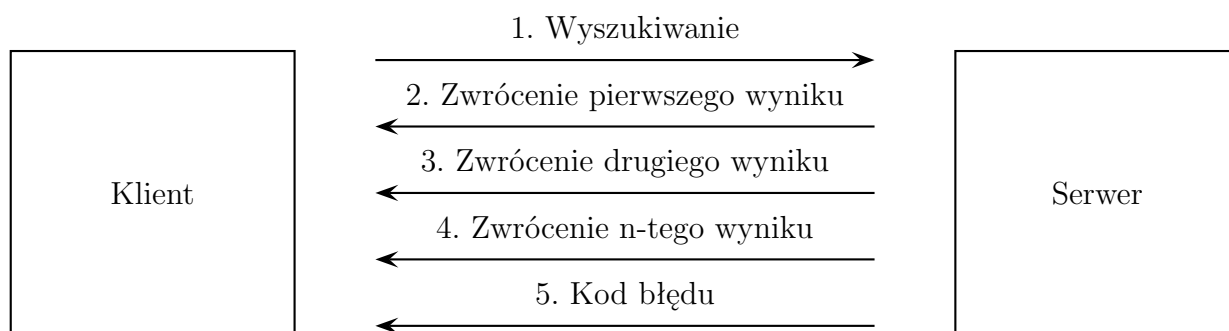 1. Wyszukiwanie
2. Zwrócenie pierwszego wyniku
3. Zwrócenie drugiego wyniku
Klient
Serwer
4. Zwrócenie n-tego wyniku
5. Kod błędu